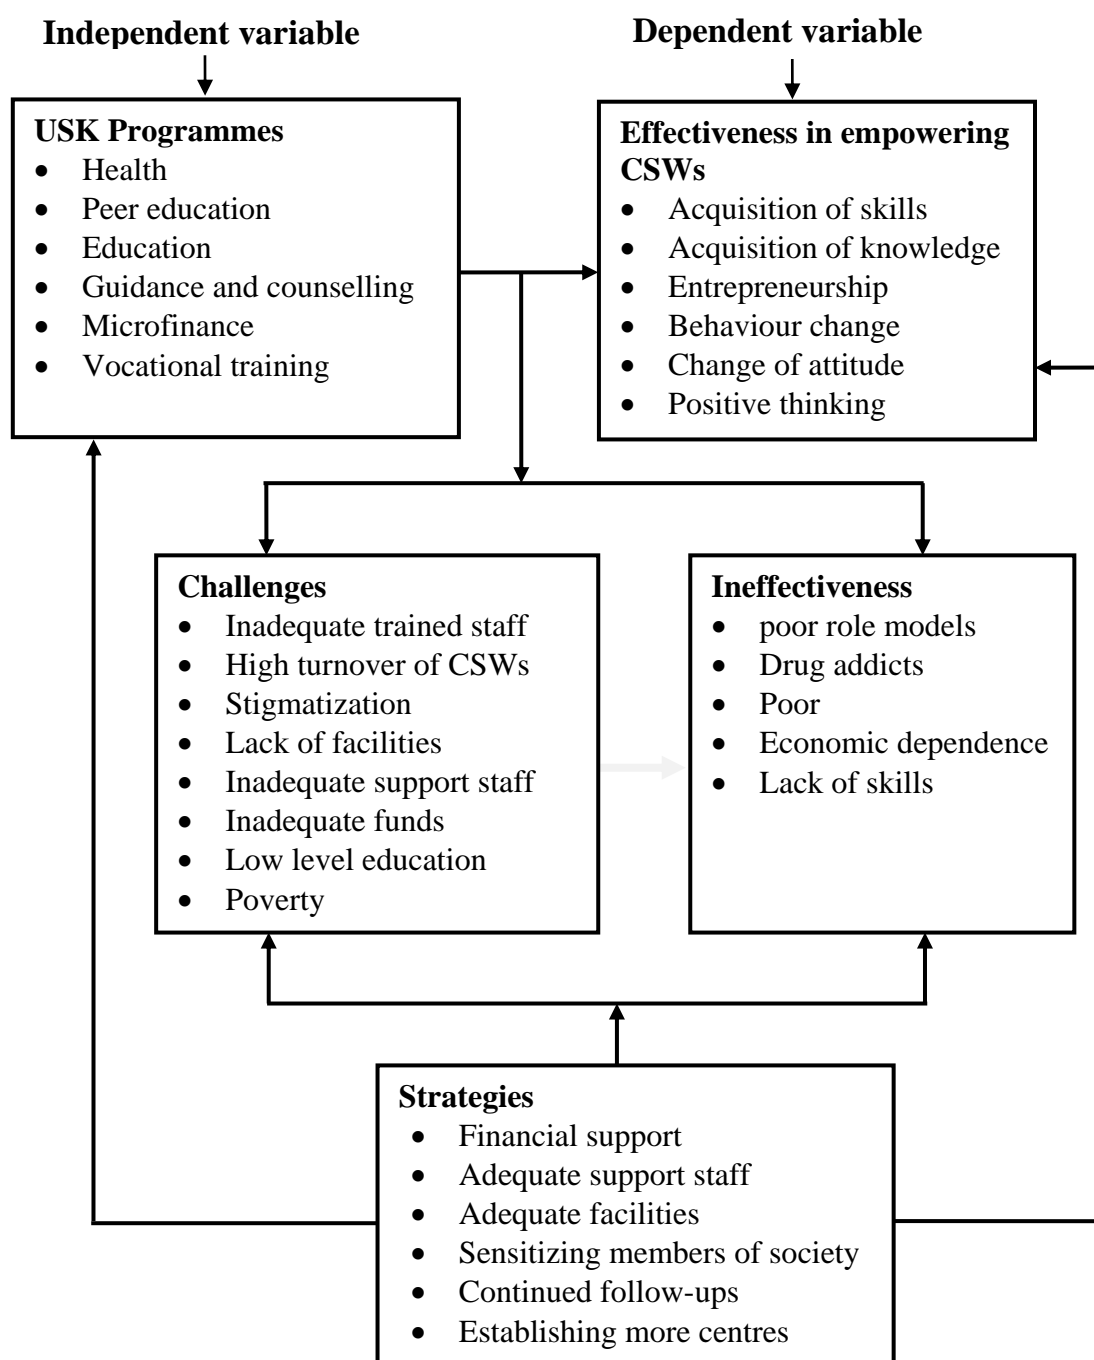 Independent variable
Dependent variable
USK Programmes
• Health
• Peer education
• Education
• Guidance and counselling
• Microfinance
• Vocational training
Effectiveness in empowering
CSWs
• Acquisition of skills
• Acquisition of knowledge
• Entrepreneurship
• Behaviour change
• Change of attitude
• Positive thinking
Challenges
• Inadequate trained staff
• High turnover of CSWs
• Stigmatization
• Lack of facilities
• Inadequate support staff
• Inadequate funds
• Low level education
• Poverty
Ineffectiveness
• poor role models
• Drug addicts
• Poor
• Economic dependence
• Lack of skills
Strategies
• Financial support
• Adequate support staff
• Adequate facilities
• Sensitizing members of society
• Continued follow-ups
• Establishing more centres